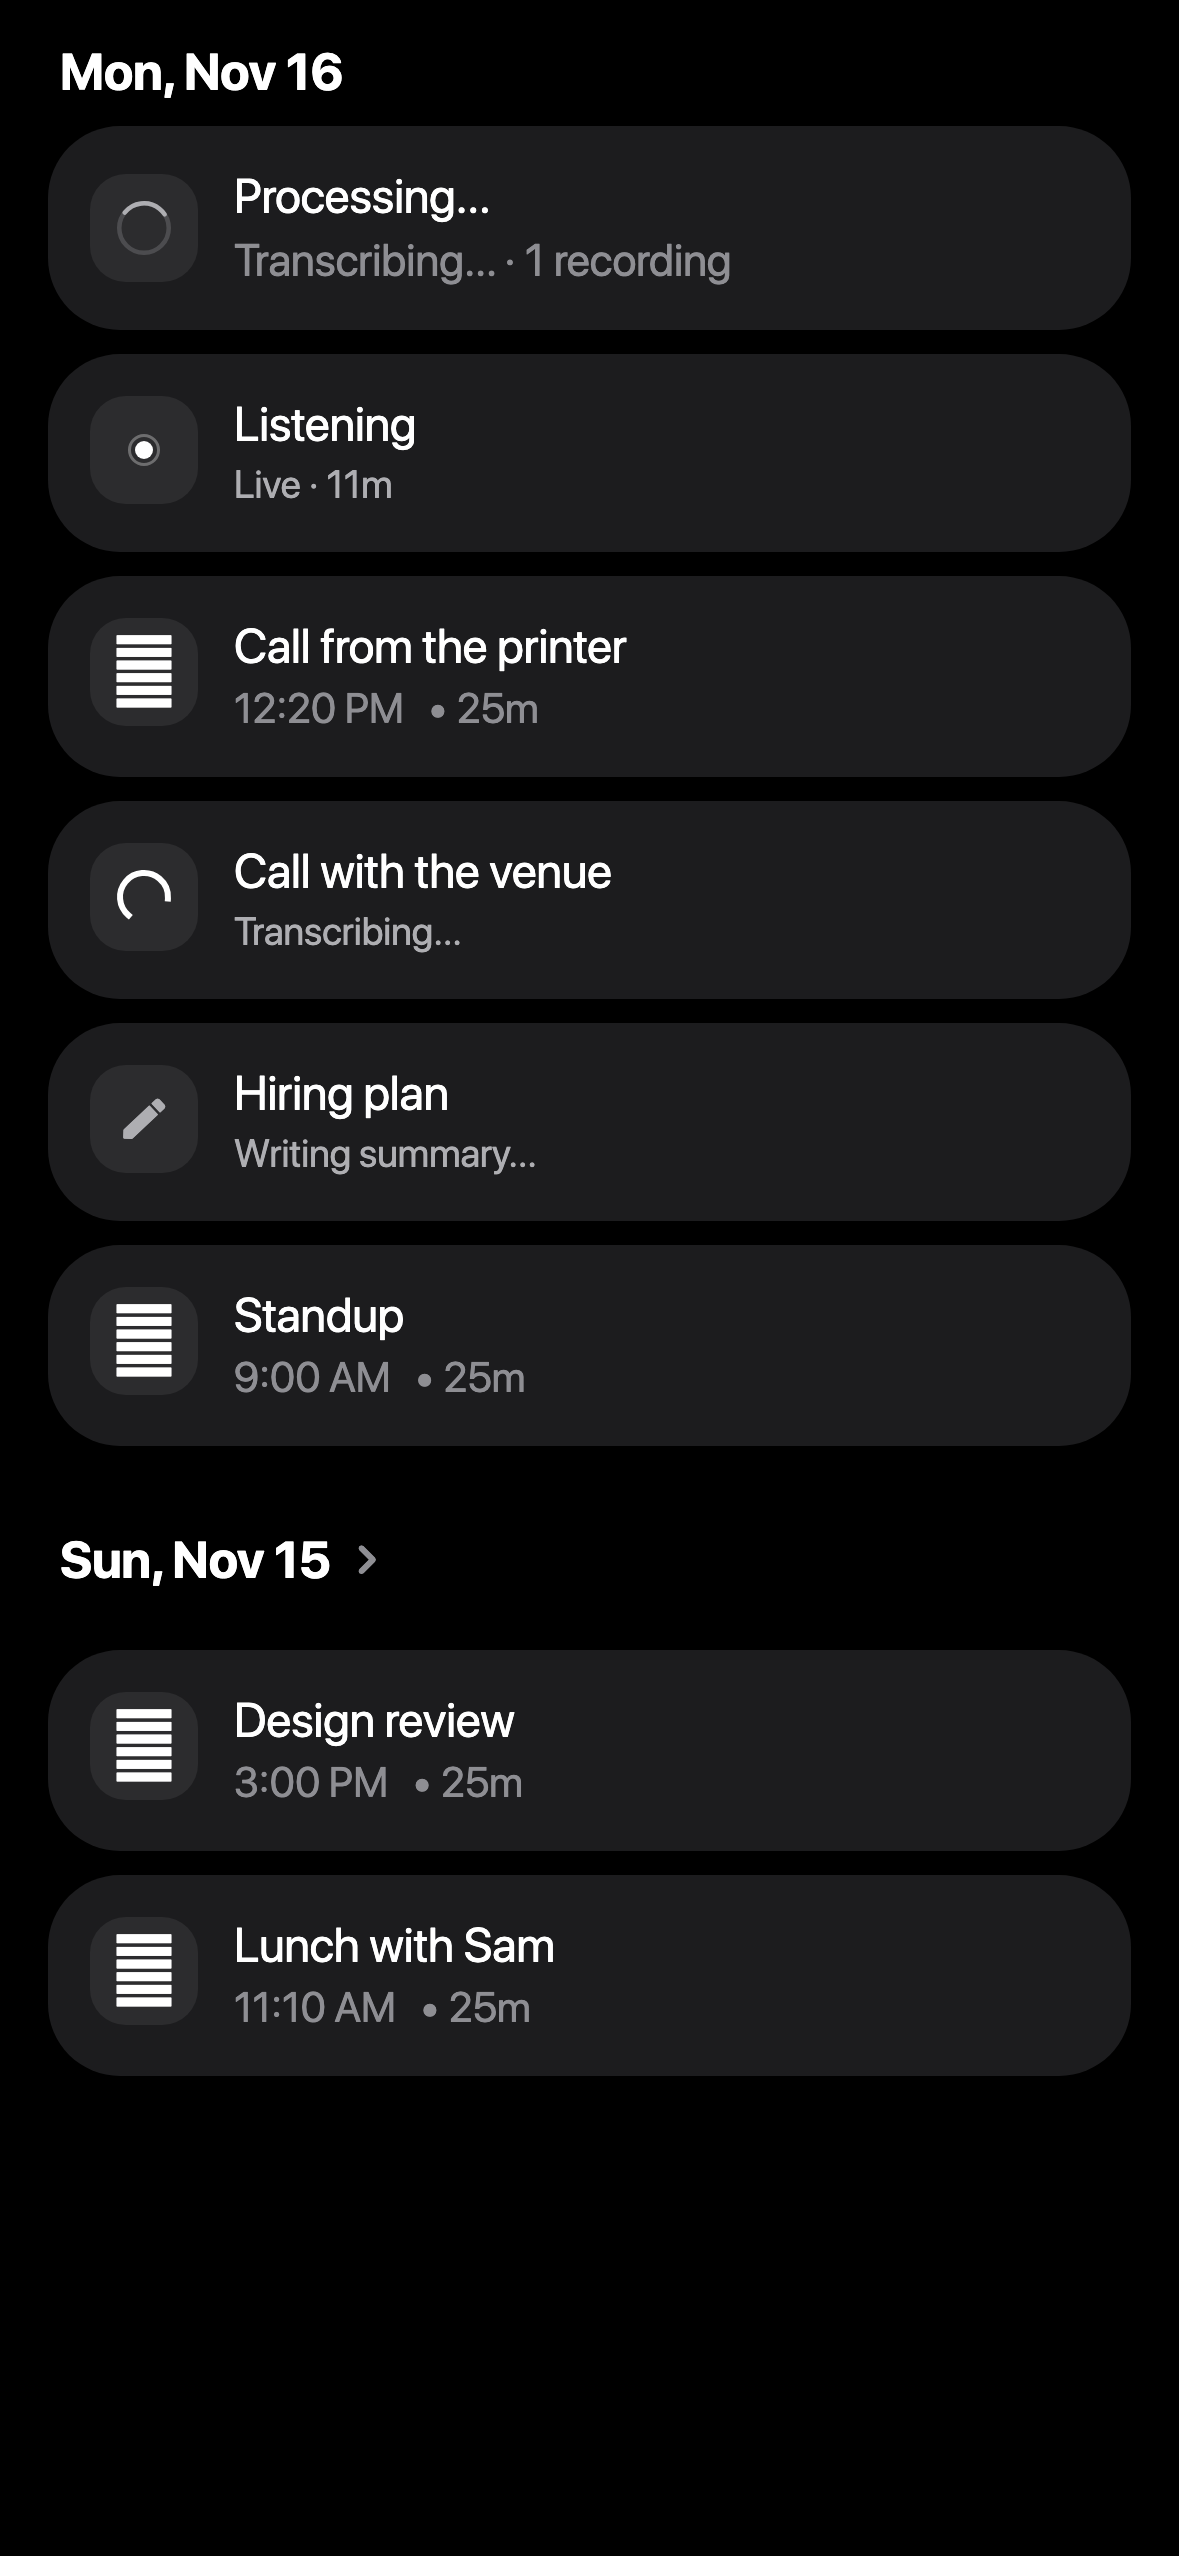 Mon, Nov 16
Processing...
Transcribing... · 1 recording
Listening
Live · 11m
Call from the printer
12:20 PM • 25m
Call with the venue
Transcribing...
Hiring plan
Writing summary...
Standup
9:00 AM • 25m
Sun, Nov 15
Design review
3:00 PM • 25m
Lunch with Sam
11:10 AM • 25m